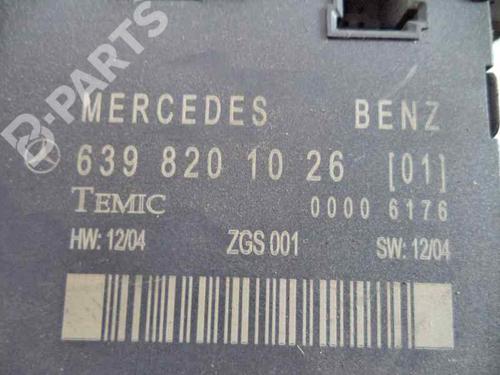 B-PARTS
MERCEDES BENZ
639 820 10 26 [01]
TEMIC 0000 6176
HW: 12/04 ZGS 001 SW: 12/04